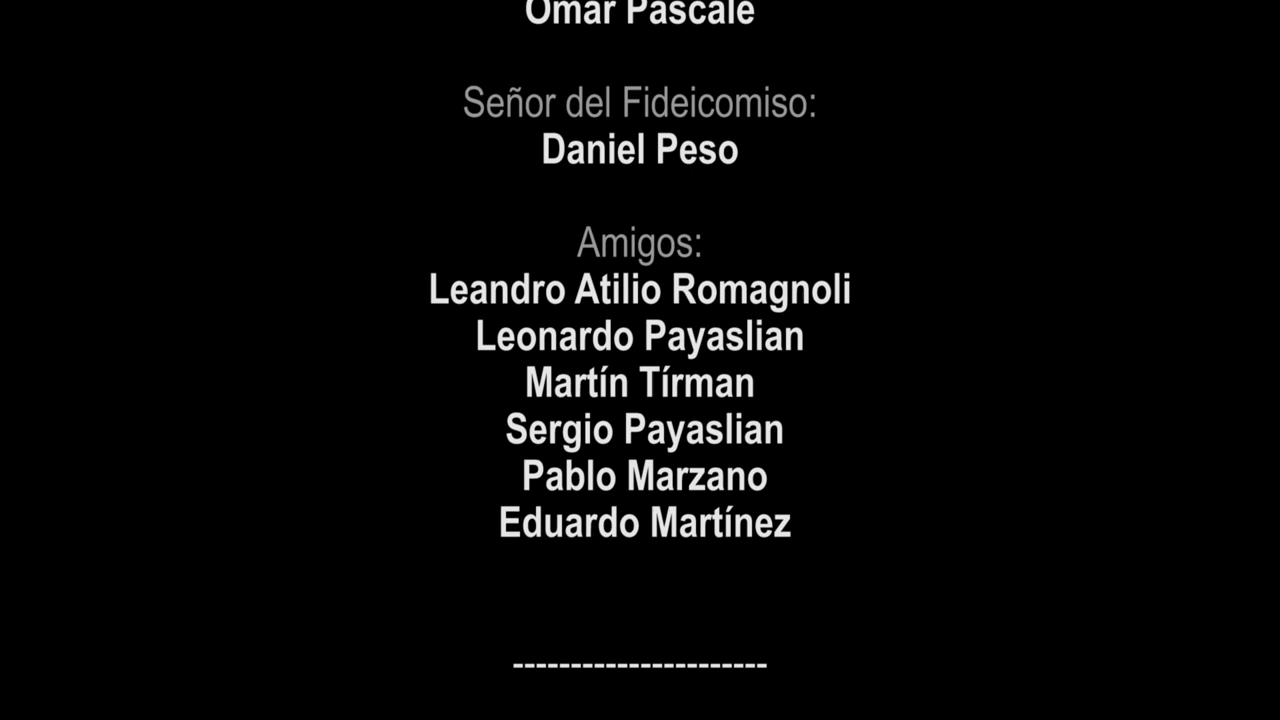 Omar Pascale
Señor del Fideicomiso:
Daniel Peso
Amigos:
Leandro Atilio Romagnoli
Leonardo Payaslian
Martín Tírman
Sergio Payaslian
Pablo Marzano
Eduardo Martínez
----------------------